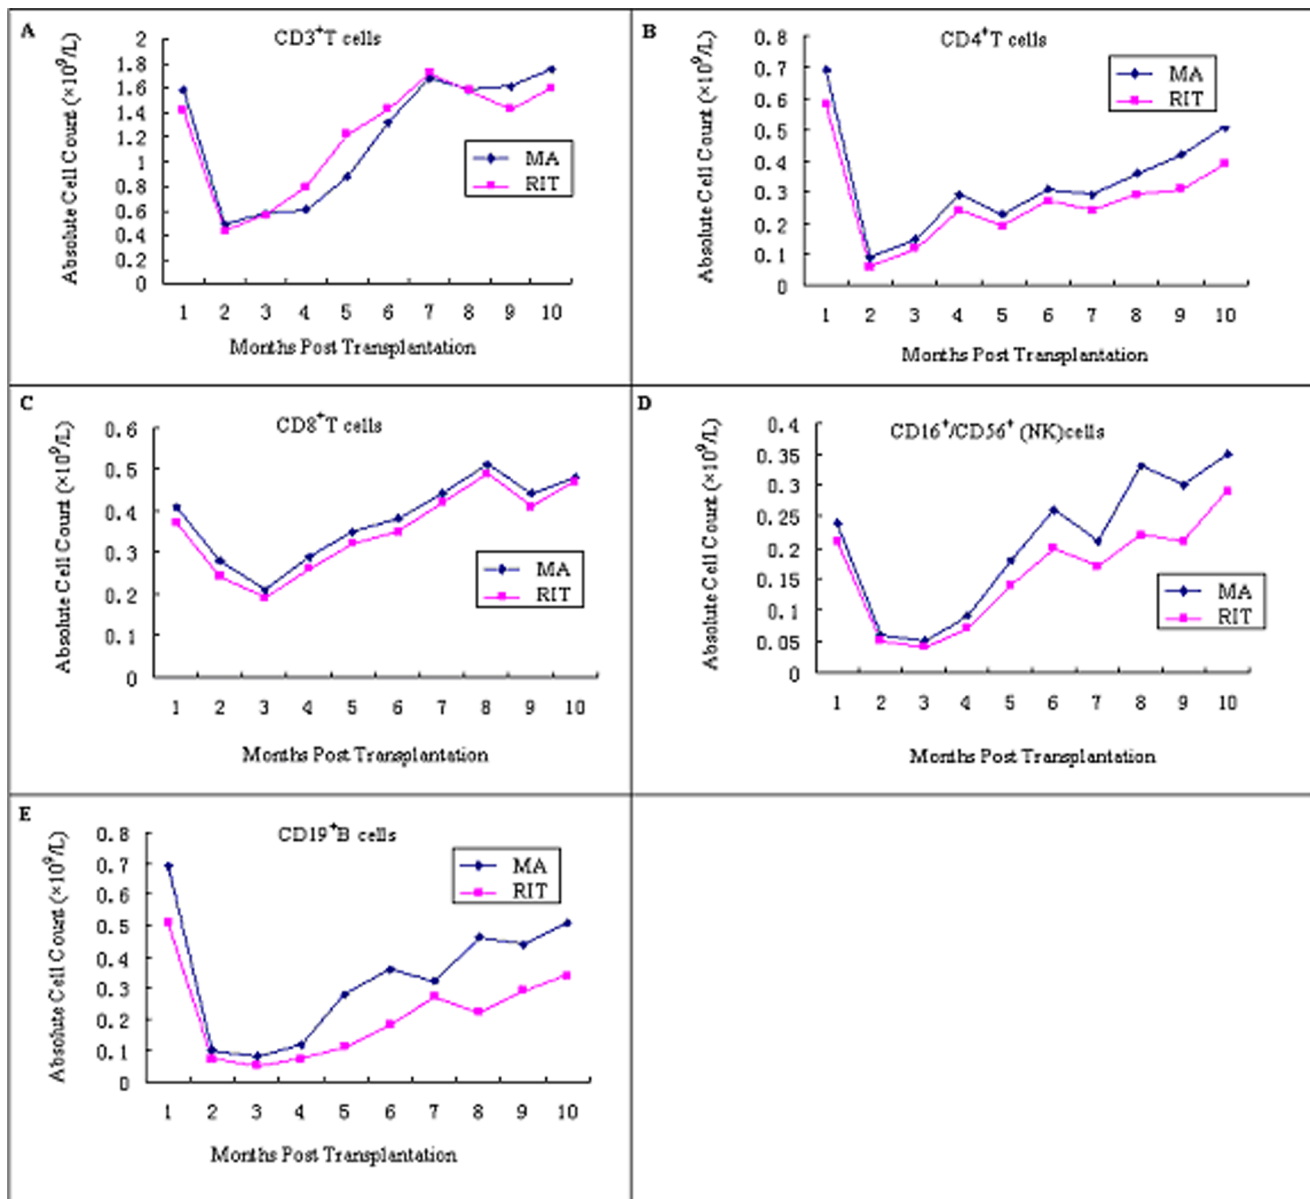 A
CD3⁺T cells
Absolute Cell Count (×10⁹/L)
2
1.8
1.6
1.4
1.2
1
0.8
0.6
0.4
0.2
0
MA
RIT
1 2 3 4 5 6 7 8 9 10
Months Post Transplantation
B
CD4⁺T cells
Absolute Cell Count (×10⁹/L)
0.8
0.7
0.6
0.5
0.4
0.3
0.2
0.1
0
MA
RIT
1 2 3 4 5 6 7 8 9 10
Months Post Transplantation
C
CD8⁺T cells
Absolute Cell Count (×10⁹/L)
0.6
0.5
0.4
0.3
0.2
0.1
0
MA
RIT
1 2 3 4 5 6 7 8 9 10
Months Post Transplantation
D
CD16⁺/CD56⁺ (NK)cells
Absolute Cell Count (×10⁹/L)
0.4
0.35
0.3
0.25
0.2
0.15
0.1
0.05
0
MA
RIT
1 2 3 4 5 6 7 8 9 10
Months Post Transplantation
E
CD19⁺B cells
Absolute Cell Count (×10⁹/L)
0.8
0.7
0.6
0.5
0.4
0.3
0.2
0.1
0
MA
RIT
1 2 3 4 5 6 7 8 9 10
Months Post Transplantation